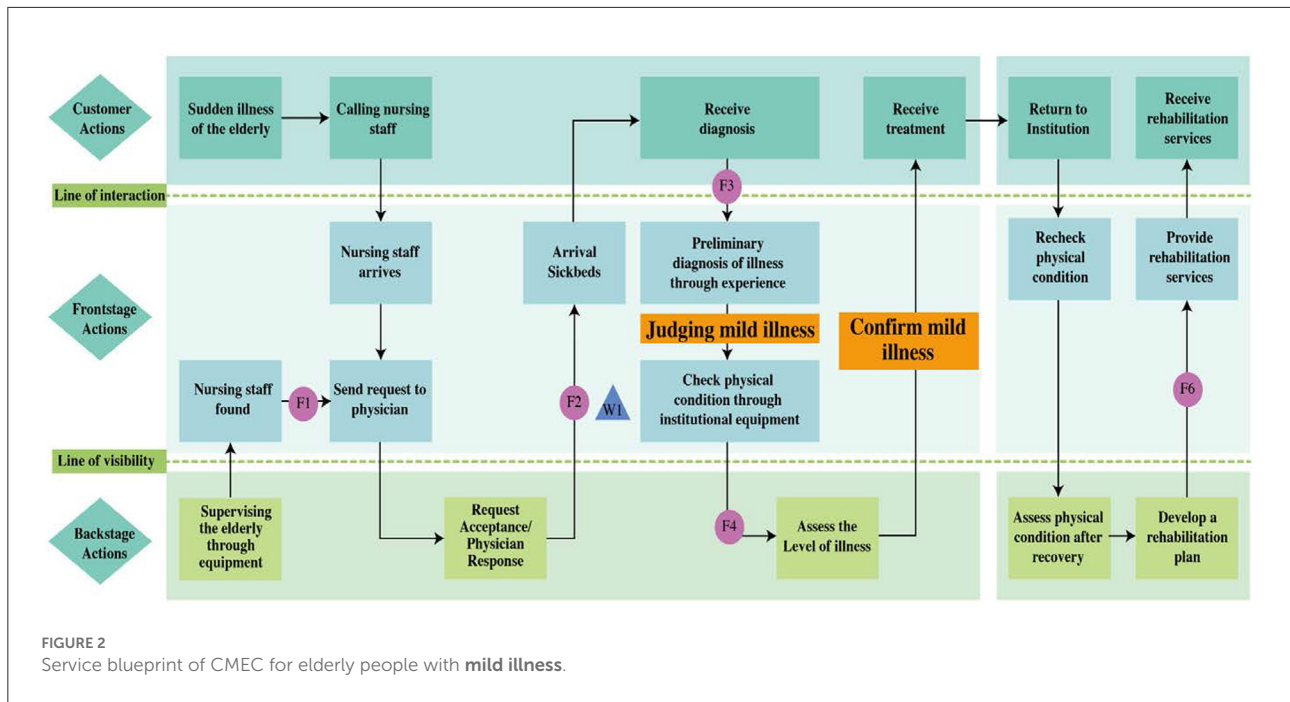 Customer
Actions
Sudden illness
of the elderly
Calling nursing
staff
Receive
diagnosis
Receive
treatment
Return to
Institution
Receive
rehabilitation
services
F3
Line of interaction
Nursing staff
arrives
Arrival
Sickbeds
Preliminary
diagnosis of illness
through experience
Recheck
physical
condition
Provide
rehabilitation
services
Frontstage
Actions
Judging mild illness
Confirm mild
illness
Nursing staff
found
F1
Send request to
physician
F2
W1
Check physical
condition through
institutional equipment
F6
Line of visibility
Backstage
Actions
Supervising
the elderly
through
equipment
Request
Acceptance/
Physician
Response
F4
Assess the
Level of illness
Assess physical
condition after
recovery
Develop a
rehabilitation
plan
FIGURE 2
Service blueprint of CMEC for elderly people with mild illness.